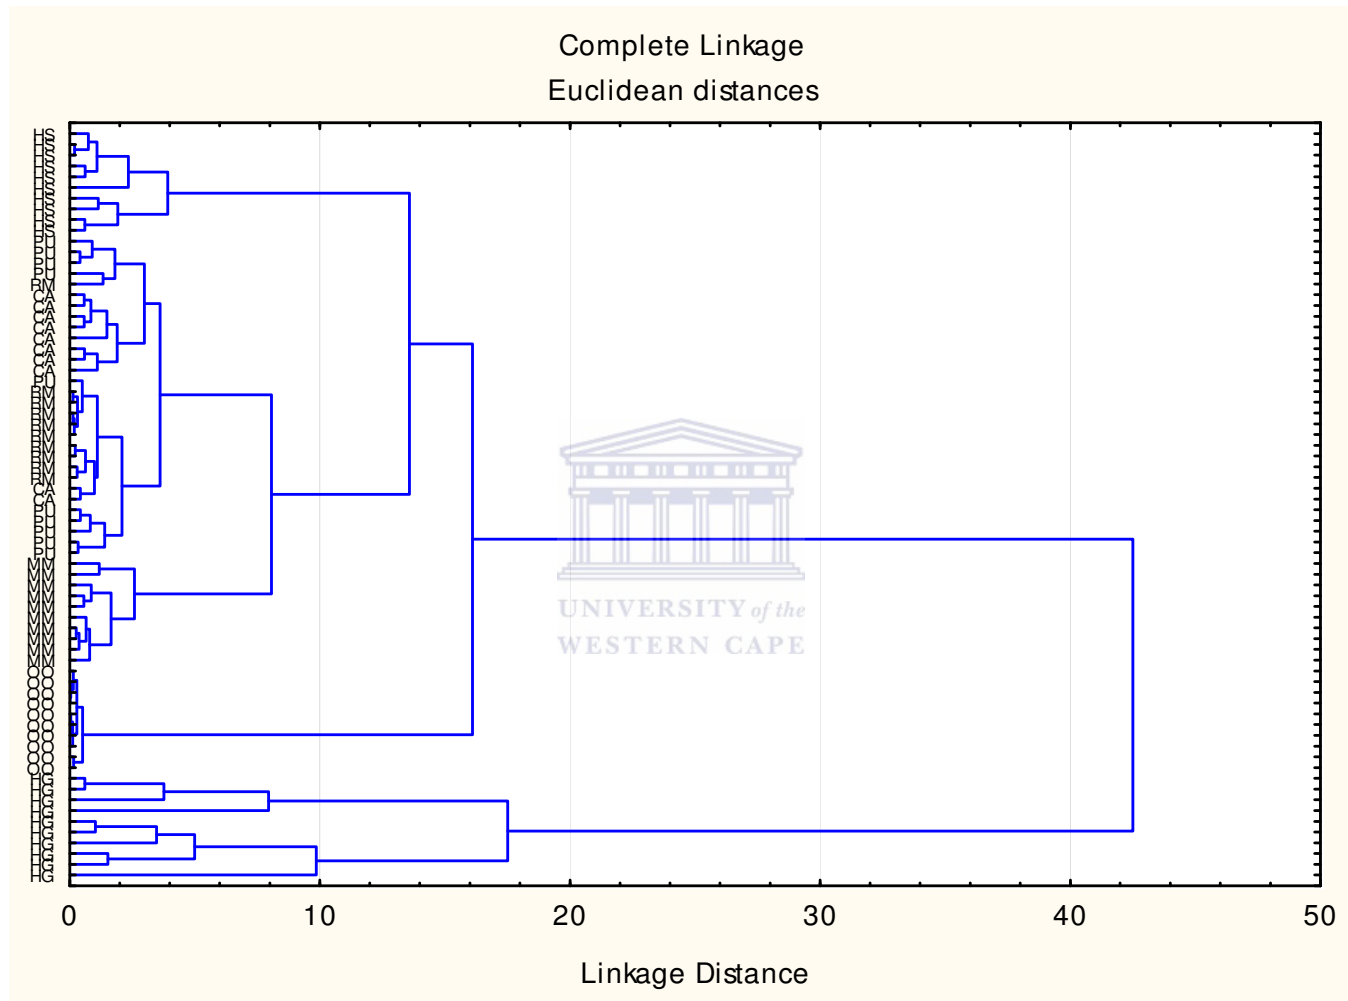 Complete Linkage
Euclidean distances
HS
HS
HS
HS
HS
HS
HS
HS
HS
HS
PU
PU
PU
PU
RM
CA
CA
CA
CA
CA
CA
CA
CA
PU
RM
RM
RM
RM
RM
RM
RM
RM
RM
CA
CA
PU
PU
PU
PU
PU
MM
MM
MM
MM
MM
MM
MM
MM
MM
MM
OO
OO
OO
OO
OO
OO
OO
OO
OO
OO
HG
HG
HG
HG
HG
HG
HG
HG
HG
HG
UNIVERSITY of the
WESTERN CAPE
0 10 20 30 40 50
Linkage Distance